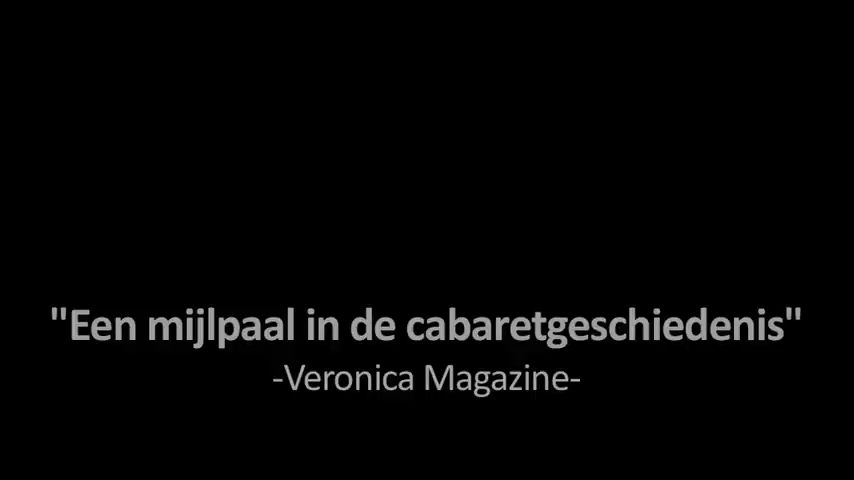 "Een mijlpaal in de cabaretgeschiedenis"
-Veronica Magazine-